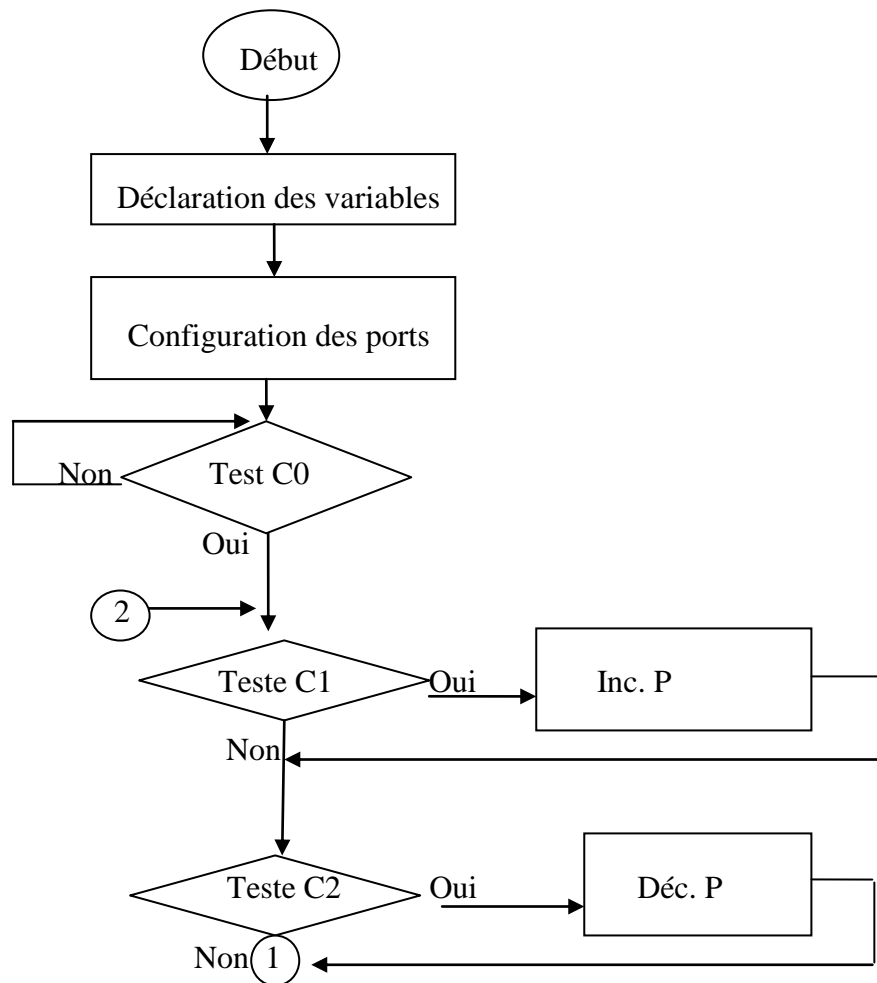 Début
Déclaration des variables
Configuration des ports
Non
Test C0
Oui
2
Teste C1
Oui
Inc. P
Non
Teste C2
Oui
Déc. P
Non
1